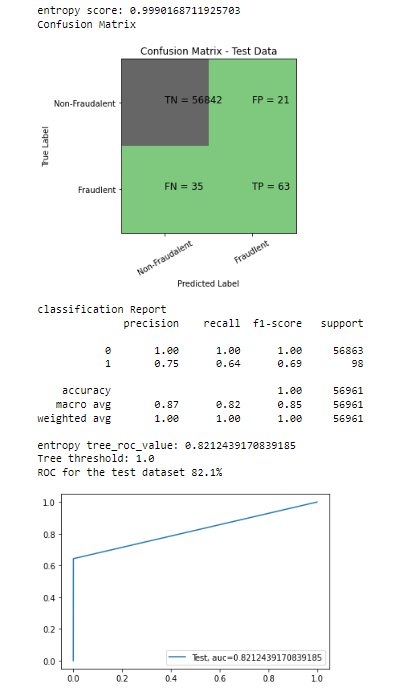 entropy score: 0.9990168711925703
Confusion Matrix
Confusion Matrix - Test Data
TN = 56842 FP = 21
Non-Fraudalent
True Label
FN = 35 TP = 63
Fraudlent
Non-Fraudalent Fraudlent
Predicted Label
classification Report
precision recall f1-score support
0 1.00 1.00 1.00 56863
1 0.75 0.64 0.69 98
accuracy 1.00 56961
macro avg 0.87 0.82 0.85 56961
weighted avg 1.00 1.00 1.00 56961
entropy tree_roc_value: 0.8212439170839185
Tree threshold: 1.0
ROC for the test dataset 82.1%
1.0
0.8
0.6
0.4
0.2
0.0
Test, auc=0.8212439170839185
0.0 0.2 0.4 0.6 0.8 1.0